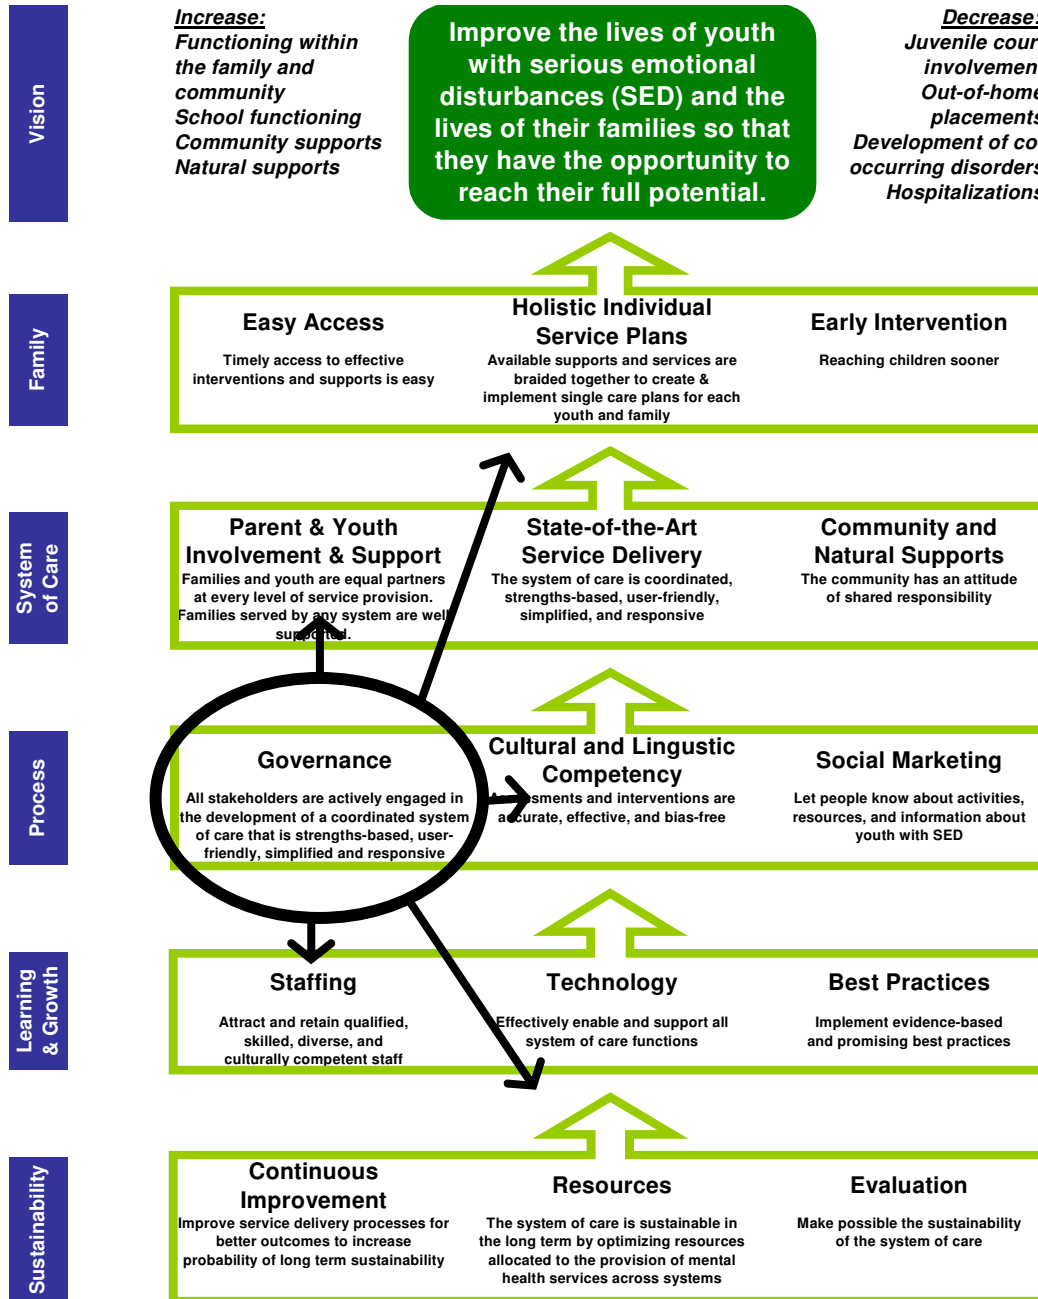 Vision
Increase:
Functioning within
the family and
community
School functioning
Community supports
Natural supports
Improve the lives of youth
with serious emotional
disturbances (SED) and the
lives of their families so that
they have the opportunity to
reach their full potential.
Decrease:
Juvenile cour
involvemen
Out-of-home
placements
Development of co
occurring disorders
Hospitalizations
Family
Easy Access
Timely access to effective
interventions and supports is easy
Holistic Individual
Service Plans
Available supports and services are
braided together to create &
implement single care plans for each
youth and family
Early Intervention
Reaching children sooner
System
of Care
Parent & Youth
Involvement & Support
Families and youth are equal partners
at every level of service provision.
Families served by any system are well
supported.
State-of-the-Art
Service Delivery
The system of care is coordinated,
strengths-based, user-friendly,
simplified, and responsive
Community and
Natural Supports
The community has an attitude
of shared responsibility
Process
Governance
All stakeholders are actively engaged in
the development of a coordinated system
of care that is strengths-based, user-
friendly, simplified and responsive
Cultural and Lingustic
Competency
Assessments and interventions are
accurate, effective, and bias-free
Social Marketing
Let people know about activities,
resources, and information about
youth with SED
Learning
& Growth
Staffing
Attract and retain qualified,
skilled, diverse, and
culturally competent staff
Technology
Effectively enable and support all
system of care functions
Best Practices
Implement evidence-based
and promising best practices
Sustainability
Continuous
Improvement
Improve service delivery processes for
better outcomes to increase
probability of long term sustainability
Resources
The system of care is sustainable in
the long term by optimizing resources
allocated to the provision of mental
health services across systems
Evaluation
Make possible the sustainability
of the system of care